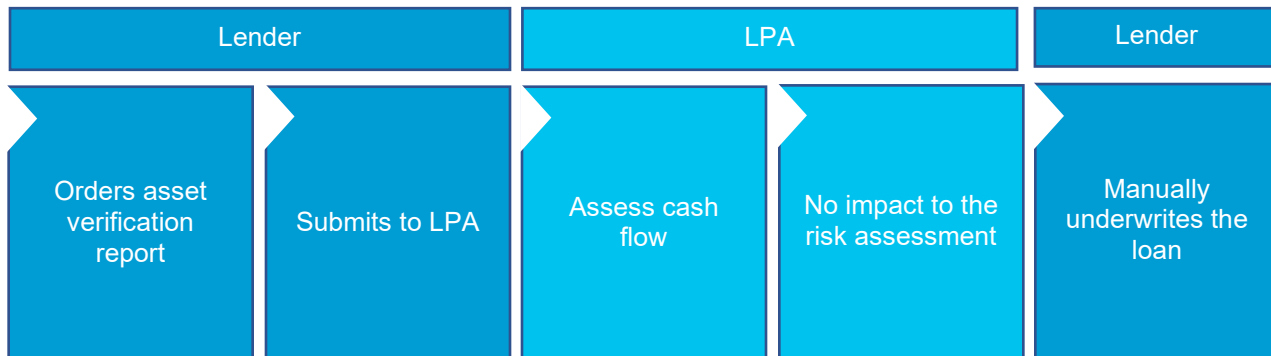 Lender
LPA
Lender
Orders asset
verification
report
Submits to LPA
Assess cash
flow
No impact to the
risk assessment
Manually
underwrites the
loan